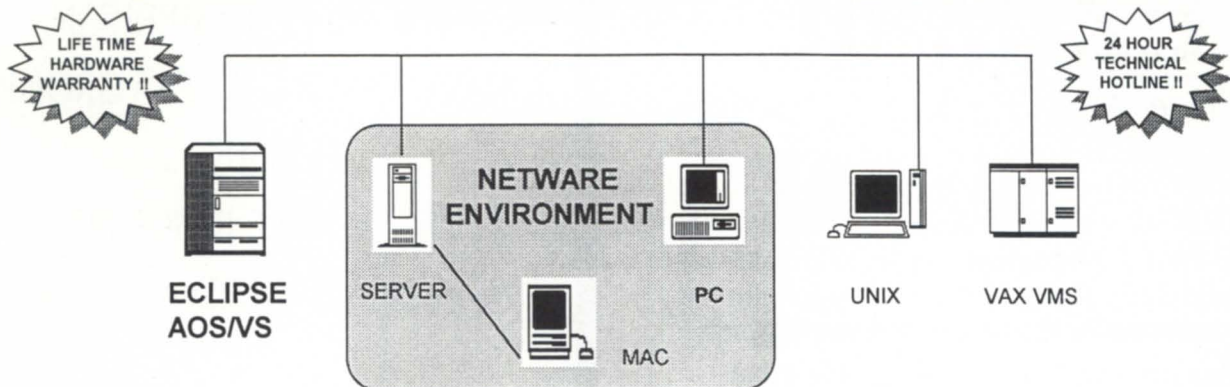 LIFE TIME
HARDWARE
WARRANTY !!
24 HOUR
TECHNICAL
HOTLINE !!
NETWARE
ENVIRONMENT
ECLIPSE
AOS/VS
SERVER
MAC
PC
UNIX
VAX VMS